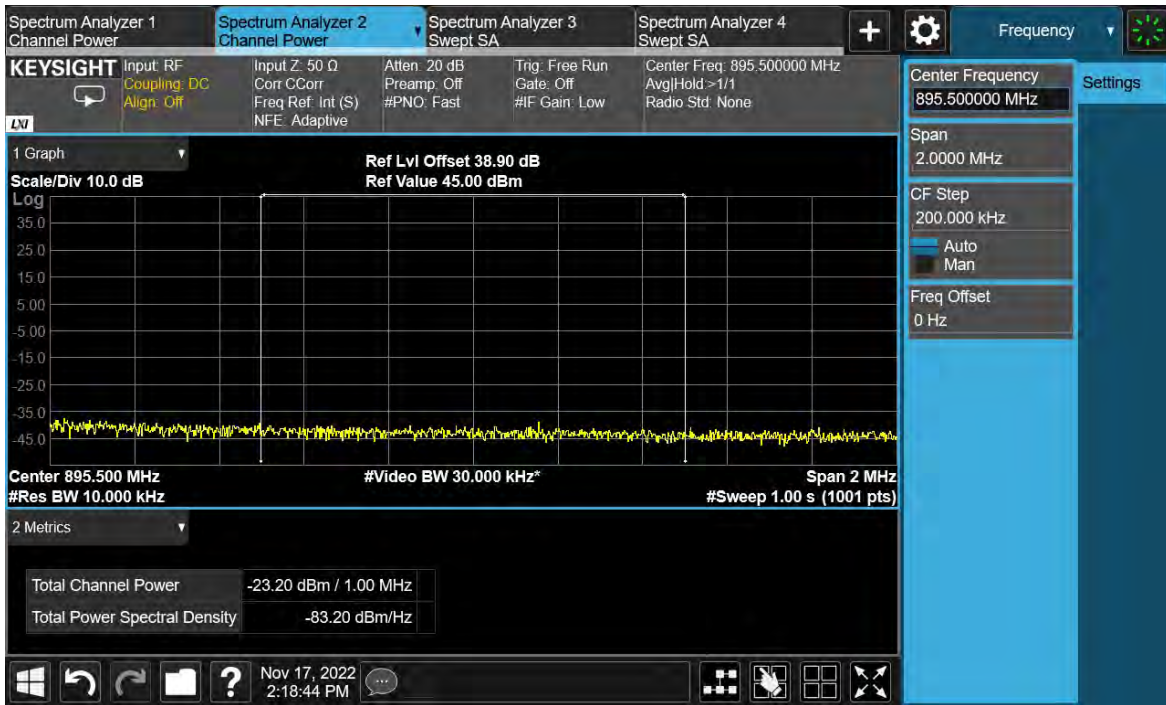 Spectrum Analyzer 1
Channel Power
Spectrum Analyzer 2
Channel Power
Spectrum Analyzer 3
Swept SA
Spectrum Analyzer 4
Swept SA
+
Frequency
KEYSIGHT
LXI
Input: RF
Coupling: DC
Align: Off
Input Z: 50 Ω
Corr CCorr
Freq Ref: Int (S)
NFE: Adaptive
Atten: 20 dB
Preamp: Off
#PNO: Fast
Trig: Free Run
Gate: Off
#IF Gain: Low
Center Freq: 895.500000 MHz
Avg|Hold:>1/1
Radio Std: None
Center Frequency
895.500000 MHz
Settings
Span
2.0000 MHz
CF Step
200.000 kHz
Auto
Man
Freq Offset
0 Hz
1 Graph
Scale/Div 10.0 dB
Ref Lvl Offset 38.90 dB
Ref Value 45.00 dBm
Log
35.0
25.0
15.0
5.00
-5.00
-15.0
-25.0
-35.0
-45.0
Center 895.500 MHz
#Video BW 30.000 kHz*
Span 2 MHz
#Res BW 10.000 kHz
#Sweep 1.00 s (1001 pts)
2 Metrics
Total Channel Power -23.20 dBm / 1.00 MHz
Total Power Spectral Density -83.20 dBm/Hz
?
Nov 17, 2022
2:18:44 PM